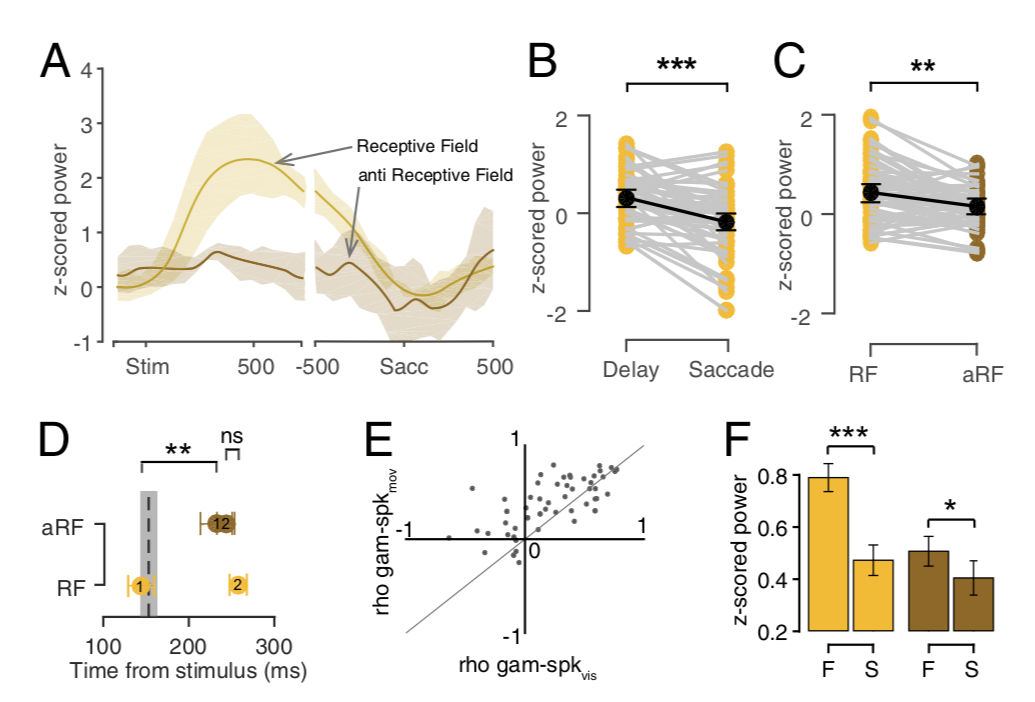 A
B
C
4
3
2
1
0
-1
z-scored power
Receptive Field
anti Receptive Field
Stim
500
-500
Sacc
500
***
2
0
-2
z-scored power
Delay
Saccade
**
2
0
-2
z-scored power
RF
aRF
D
E
F
**
ns
aRF
RF
12
1
2
100
200
300
Time from stimulus (ms)
1
-1
1
0
-1
rho gam-spkmov
rho gam-spkvis
***
*
0.8
0.6
0.4
0.2
z-scored power
F
S
F
S